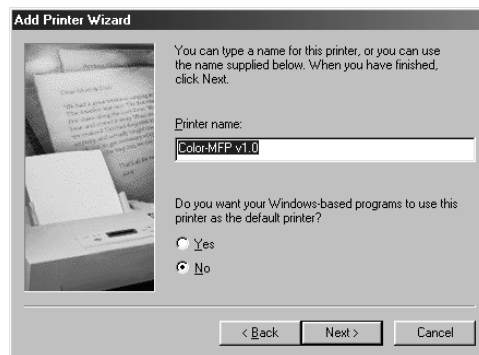 Add Printer Wizard
You can type a name for this printer, or you can use
the name supplied below. When you have finished,
click Next.
Printer name:
Color-MFP v1.0
Do you want your Windows-based programs to use this
printer as the default printer?
Yes
No
< Back
Next >
Cancel